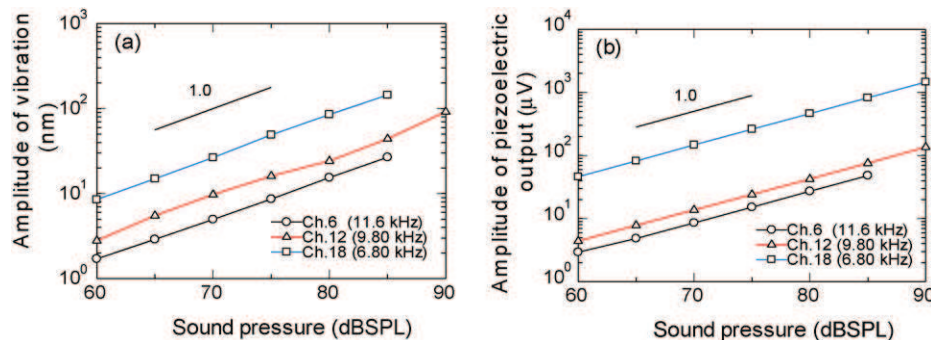 (a)
Amplitude of vibration
(nm)
10³
10²
10¹
10⁰
1.0
Ch.6 (11.6 kHz)
Ch.12 (9.80 kHz)
Ch.18 (6.80 kHz)
60 70 80 90
Sound pressure (dBSPL)
(b)
Amplitude of piezoelectric
output (μV)
10⁴
10³
10²
10¹
10⁰
1.0
Ch.6 (11.6 kHz)
Ch.12 (9.80 kHz)
Ch.18 (6.80 kHz)
60 70 80 90
Sound pressure (dBSPL)